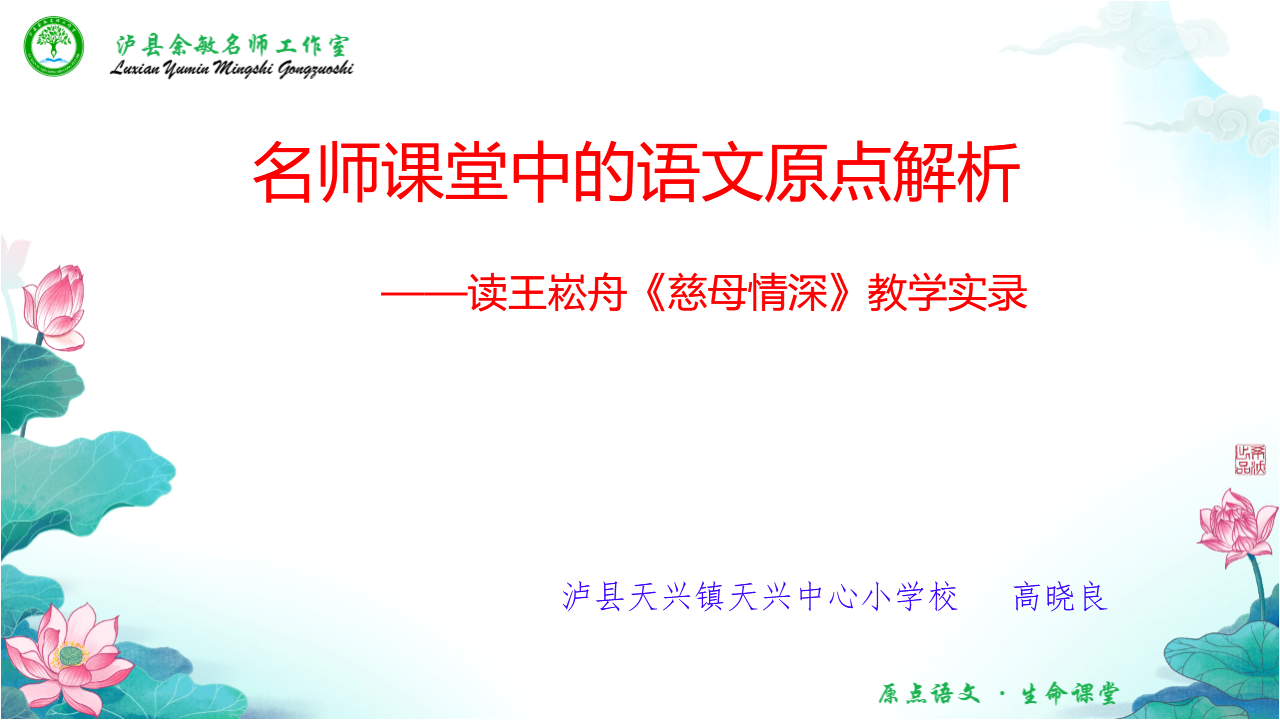 泸县余敏名师工作室
Luxian Yumin Mingshi Gongzuoshi
名师课堂中的语文原点解析
——读王崧舟《慈母情深》教学实录
泸县天兴镇天兴中心小学校 高晓良
原点语文·生命课堂